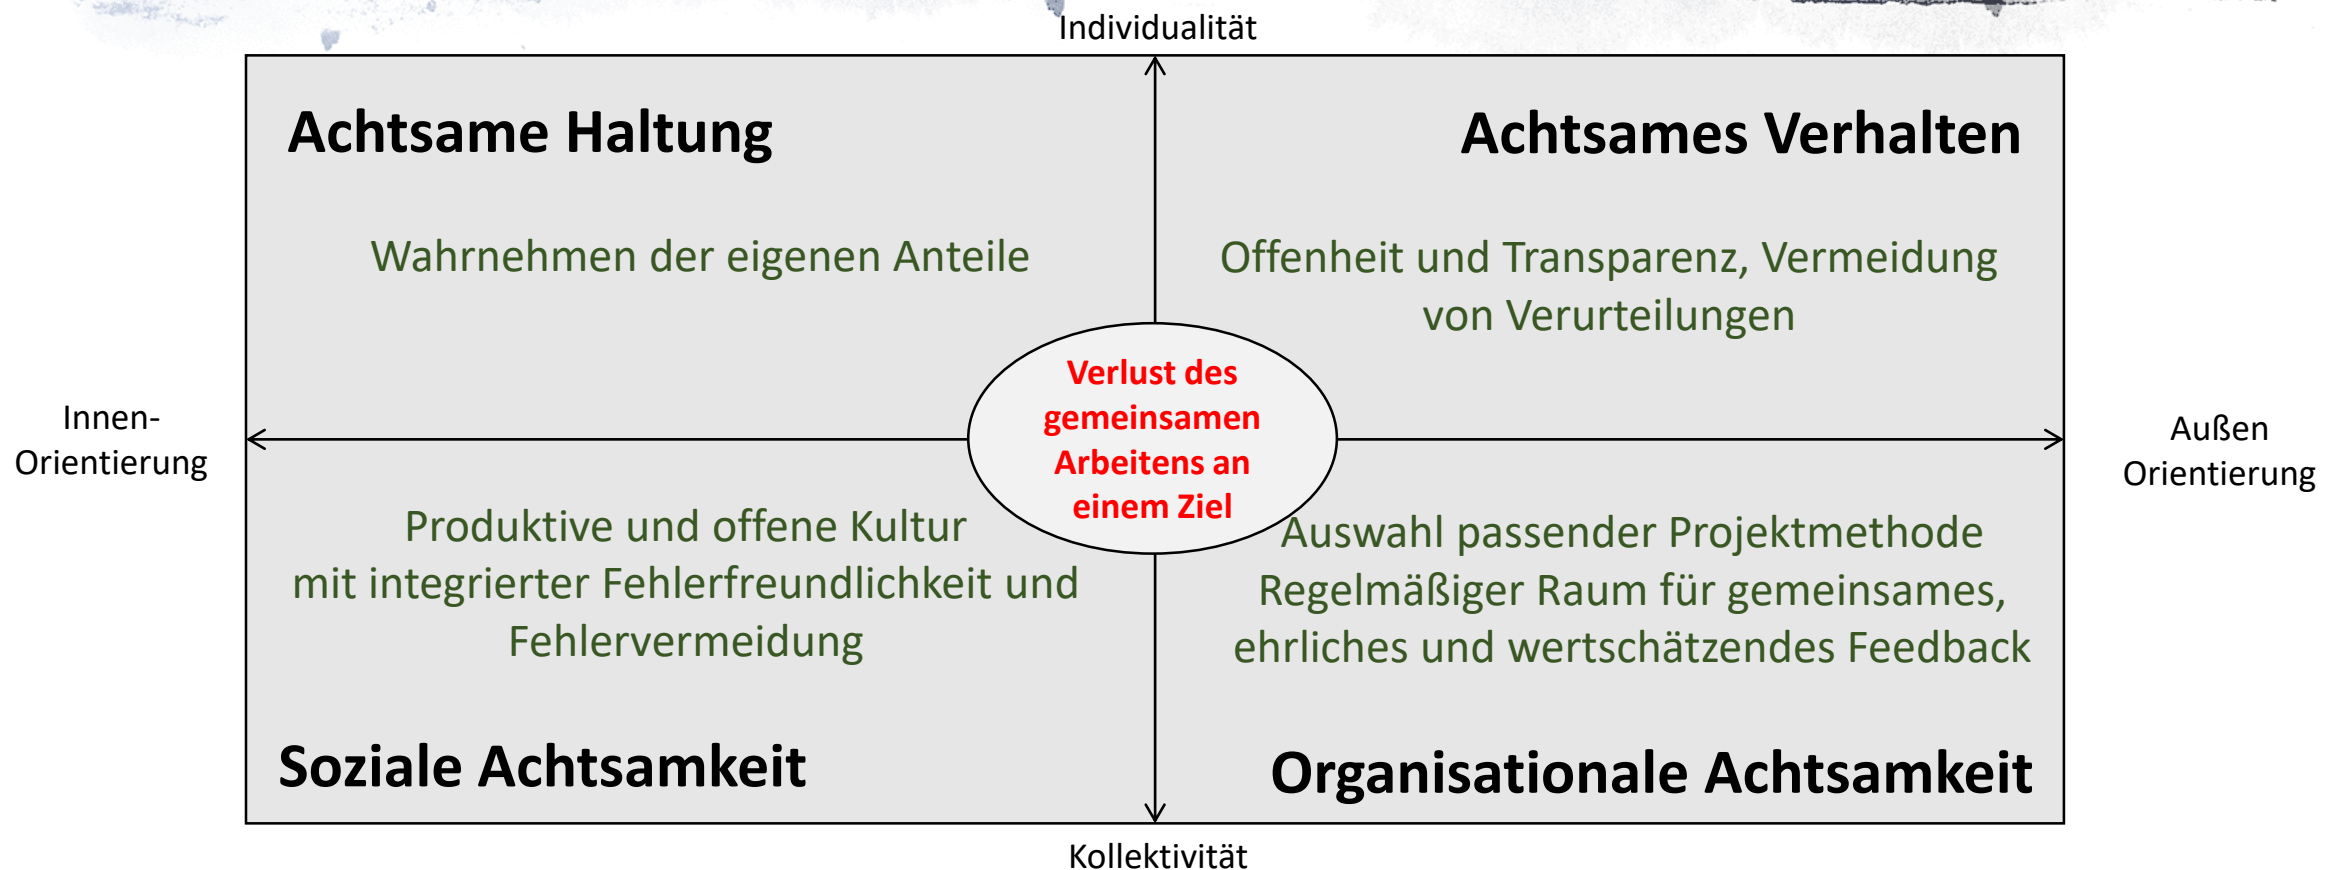 Individualität
Achtsame Haltung
Achtsames Verhalten
Wahrnehmen der eigenen Anteile
Offenheit und Transparenz, Vermeidung
von Verurteilungen
Innen-
Orientierung
Verlust des
gemeinsamen
Arbeitens an
einem Ziel
Außen
Orientierung
Produktive und offene Kultur
mit integrierter Fehlerfreundlichkeit und
Fehlervermeidung
Auswahl passender Projektmethode
Regelmäßiger Raum für gemeinsames,
ehrliches und wertschätzendes Feedback
Soziale Achtsamkeit
Organisationale Achtsamkeit
Kollektivität